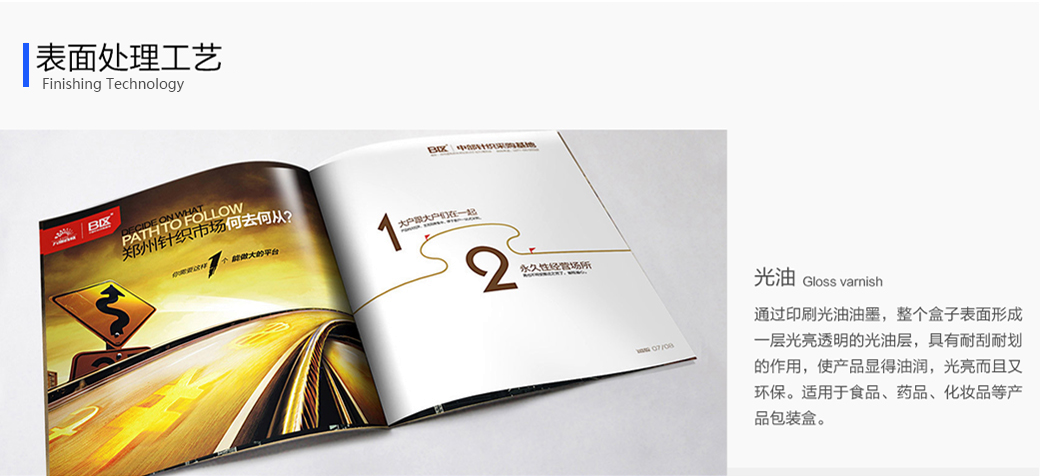 表面处理工艺
Finishing Technology
B区
DECIDE ON WHAT
PATH TO FOLLOW
郑州针织市场何去何从?
你需要这样1个 能做大的平台
B区 中部针织采购基地
1 大户跟大户们在一起
2 永久性经营场所
07/08
光油 Gloss varnish
通过印刷光油油墨，整个盒子表面形成
一层光亮透明的光油层，具有耐刮耐划
的作用，使产品显得油润，光亮而且又
环保。适用于食品、药品、化妆品等产
品包装盒。